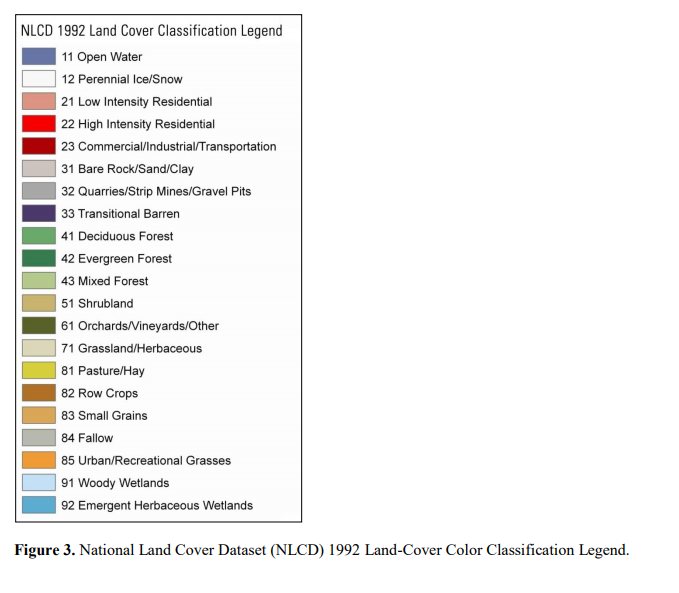 NLCD 1992 Land Cover Classification Legend
11 Open Water
12 Perennial Ice/Snow
21 Low Intensity Residential
22 High Intensity Residential
23 Commercial/Industrial/Transportation
31 Bare Rock/Sand/Clay
32 Quarries/Strip Mines/Gravel Pits
33 Transitional Barren
41 Deciduous Forest
42 Evergreen Forest
43 Mixed Forest
51 Shrubland
61 Orchards/Vineyards/Other
71 Grassland/Herbaceous
81 Pasture/Hay
82 Row Crops
83 Small Grains
84 Fallow
85 Urban/Recreational Grasses
91 Woody Wetlands
92 Emergent Herbaceous Wetlands
Figure 3. National Land Cover Dataset (NLCD) 1992 Land-Cover Color Classification Legend.